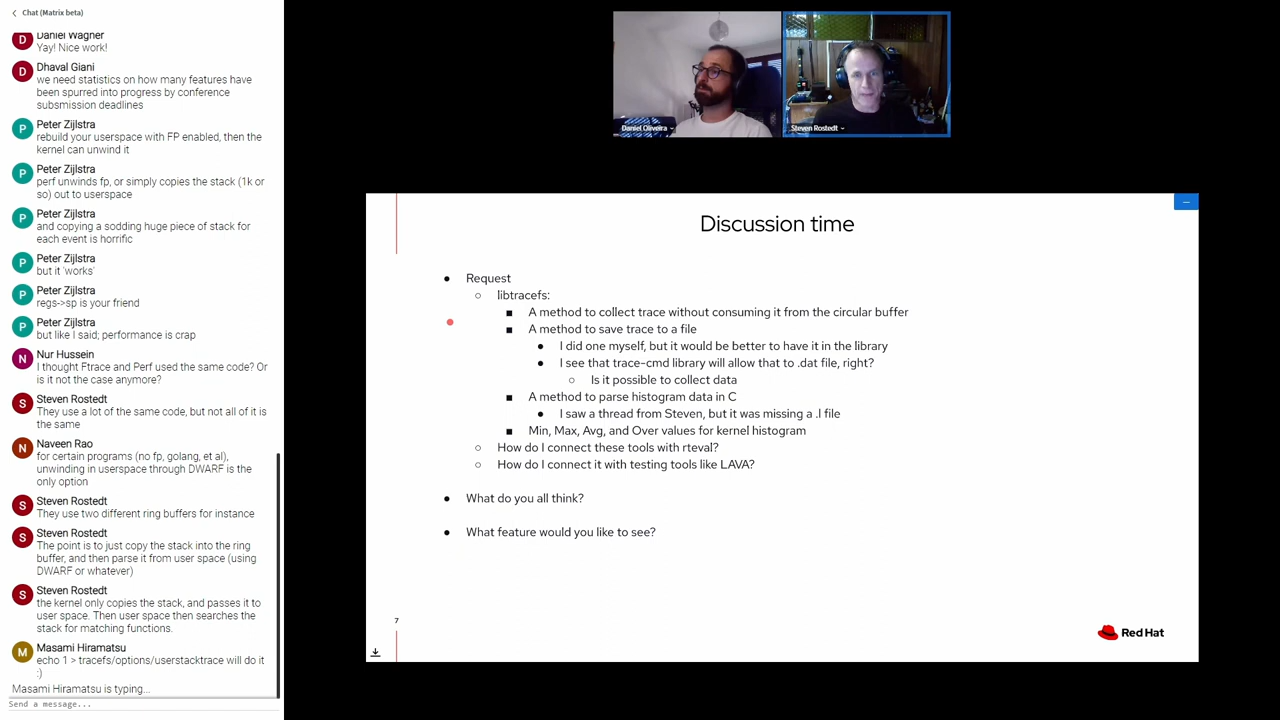 Chat (Matrix beta)
Daniel Wagner
Yay! Nice work!
D
Dhaval Giani
we need statistics on how many features have
been spurred into progress by conference
subsmission deadlines
P
Peter Zijlstra
rebuild your userspace with FP enabled, then the
kernel can unwind it
P
Peter Zijlstra
perf unwinds fp, or simply copies the stack (1k or
so) out to userspace
P
Peter Zijlstra
and copying a sodding huge piece of stack for
each event is horrific
P
Peter Zijlstra
but it 'works'
P
Peter Zijlstra
regs->sp is your friend
P
Peter Zijlstra
but like I said; performance is crap
N
Nur Hussein
I thought Ftrace and Perf used the same code? Or
is it not the case anymore?
S
Steven Rostedt
They use a lot of the same code, but not all of it is
the same
N
Naveen Rao
for certain programs (no fp, golang, et al),
unwinding in userspace through DWARF is the
only option
S
Steven Rostedt
They use two different ring buffers for instance
S
Steven Rostedt
The point is to just copy the stack into the ring
buffer, and then parse it from user space (using
DWARF or whatever)
S
Steven Rostedt
the kernel only copies the stack, and passes it to
user space. Then user space then searches the
stack for matching functions.
M
Masami Hiramatsu
echo 1 > tracefs/options/userstacktrace will do it
:)
Masami Hiramatsu is typing...
Send a message...
Daniel Oliveira
Steven Rostedt
Discussion time
Request
libtracefs:
A method to collect trace without consuming it from the circular buffer
A method to save trace to a file
I did one myself, but it would be better to have it in the library
I see that trace-cmd library will allow that to .dat file, right?
Is it possible to collect data
A method to parse histogram data in C
I saw a thread from Steven, but it was missing a .l file
Min, Max, Avg, and Over values for kernel histogram
How do I connect these tools with rteval?
How do I connect it with testing tools like LAVA?
What do you all think?
What feature would you like to see?
7
Red Hat